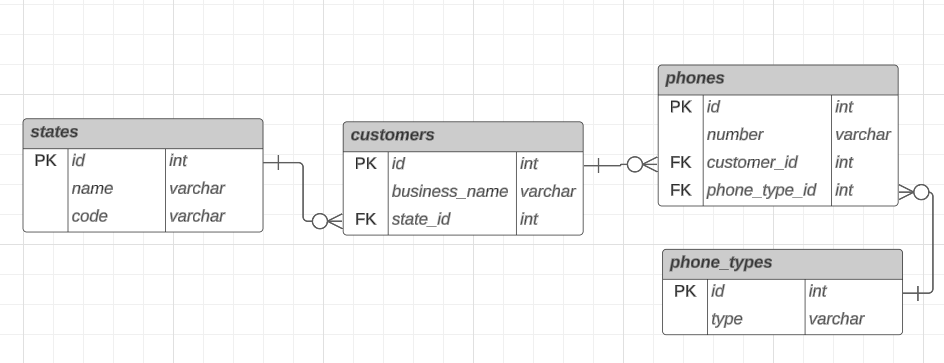 states
PK id int
name varchar
code varchar
customers
PK id int
business_name varchar
FK state_id int
phones
PK id int
number varchar
FK customer_id int
FK phone_type_id int
phone_types
PK id int
type varchar